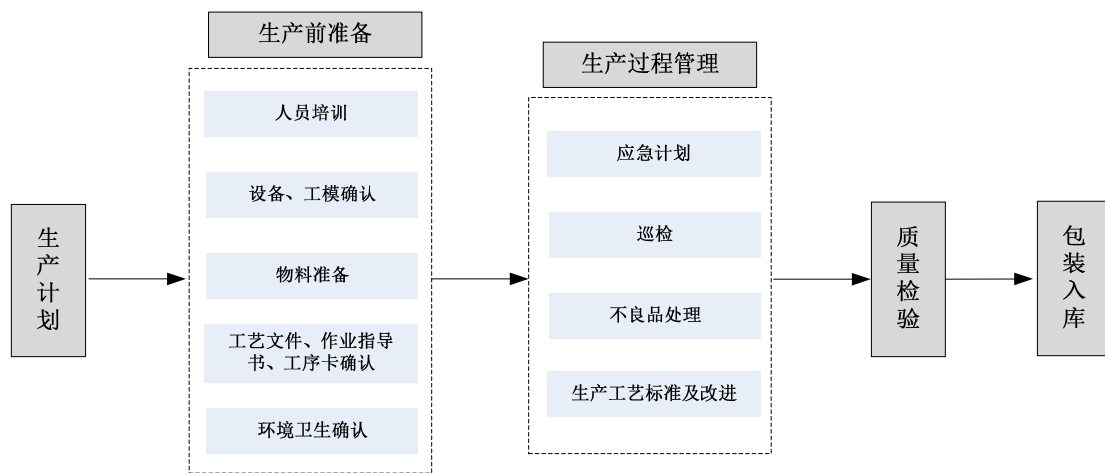 生产计划
生产前准备
人员培训
设备、工模确认
物料准备
工艺文件、作业指导
书、工序卡确认
环境卫生确认
生产过程管理
应急计划
巡检
不良品处理
生产工艺标准及改进
质量检验
包装入库